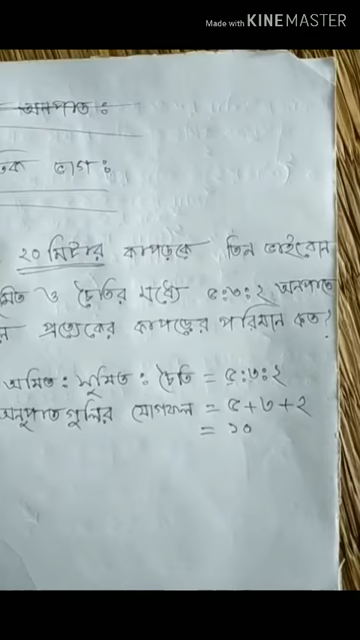 Made with KINEMASTER
অনুপাত :
ভাগ :
২০ মিটার কাপড়কে তিন ভাইবোন
ও চৈতির মধ্যে ৫:৩:২ অনুপাতে
প্রত্যেকের কাপড়ের পরিমান কত?
অমিত : সুমিত : চৈতি = ৫:৩:২
অনুপাতগুলির যোগফল = ৫+৩+২
= ১০